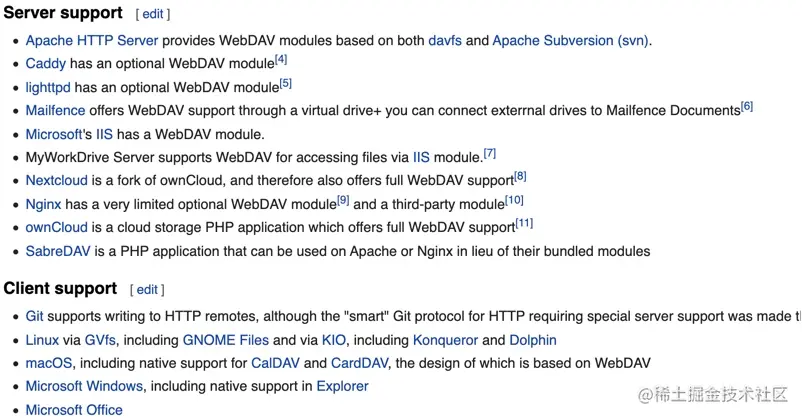 Server support [ edit ]
• Apache HTTP Server provides WebDAV modules based on both davfs and Apache Subversion (svn).
• Caddy has an optional WebDAV module[4]
• lighttpd has an optional WebDAV module[5]
• Mailfence offers WebDAV support through a virtual drive+ you can connect exterrnal drives to Mailfence Documents[6]
• Microsoft's IIS has a WebDAV module.
• MyWorkDrive Server supports WebDAV for accessing files via IIS module.[7]
• Nextcloud is a fork of ownCloud, and therefore also offers full WebDAV support[8]
• Nginx has a very limited optional WebDAV module[9] and a third-party module[10]
• ownCloud is a cloud storage PHP application which offers full WebDAV support[11]
• SabreDAV is a PHP application that can be used on Apache or Nginx in lieu of their bundled modules
Client support [ edit ]
• Git supports writing to HTTP remotes, although the "smart" Git protocol for HTTP requiring special server support was made
• Linux via GVfs, including GNOME Files and via KIO, including Konqueror and Dolphin
• macOS, including native support for CalDAV and CardDAV, the design of which is based on WebDAV
• Microsoft Windows, including native support in Explorer
• Microsoft Office
@稀土掘金技术社区